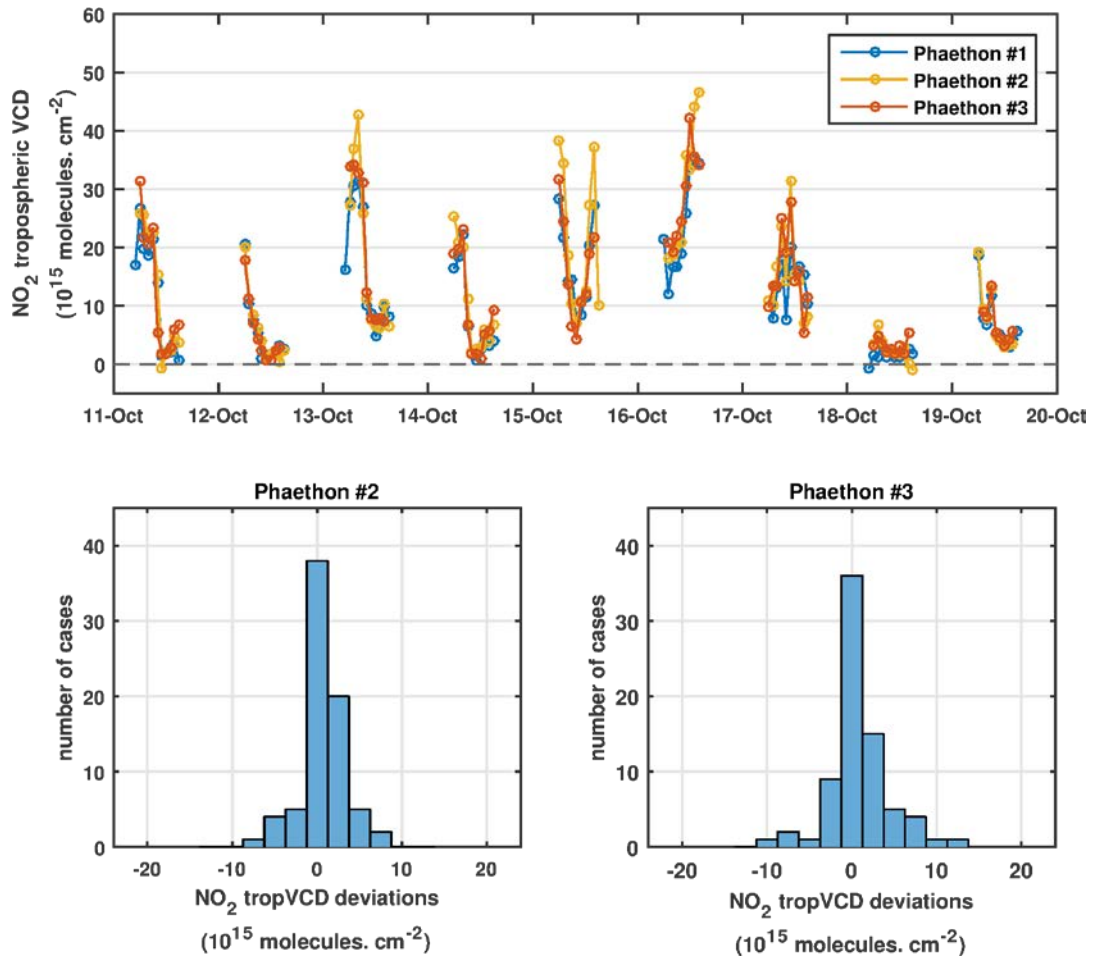 NO2 tropospheric VCD
(10^15 molecules. cm^-2)
60
50
40
30
20
10
0
Phaethon #1
Phaethon #2
Phaethon #3
11-Oct 12-Oct 13-Oct 14-Oct 15-Oct 16-Oct 17-Oct 18-Oct 19-Oct 20-Oct
Phaethon #2
number of cases
40
30
20
10
0
-20 -10 0 10 20
NO2 tropVCD deviations
(10^15 molecules. cm^-2)
Phaethon #3
number of cases
40
30
20
10
0
-20 -10 0 10 20
NO2 tropVCD deviations
(10^15 molecules. cm^-2)